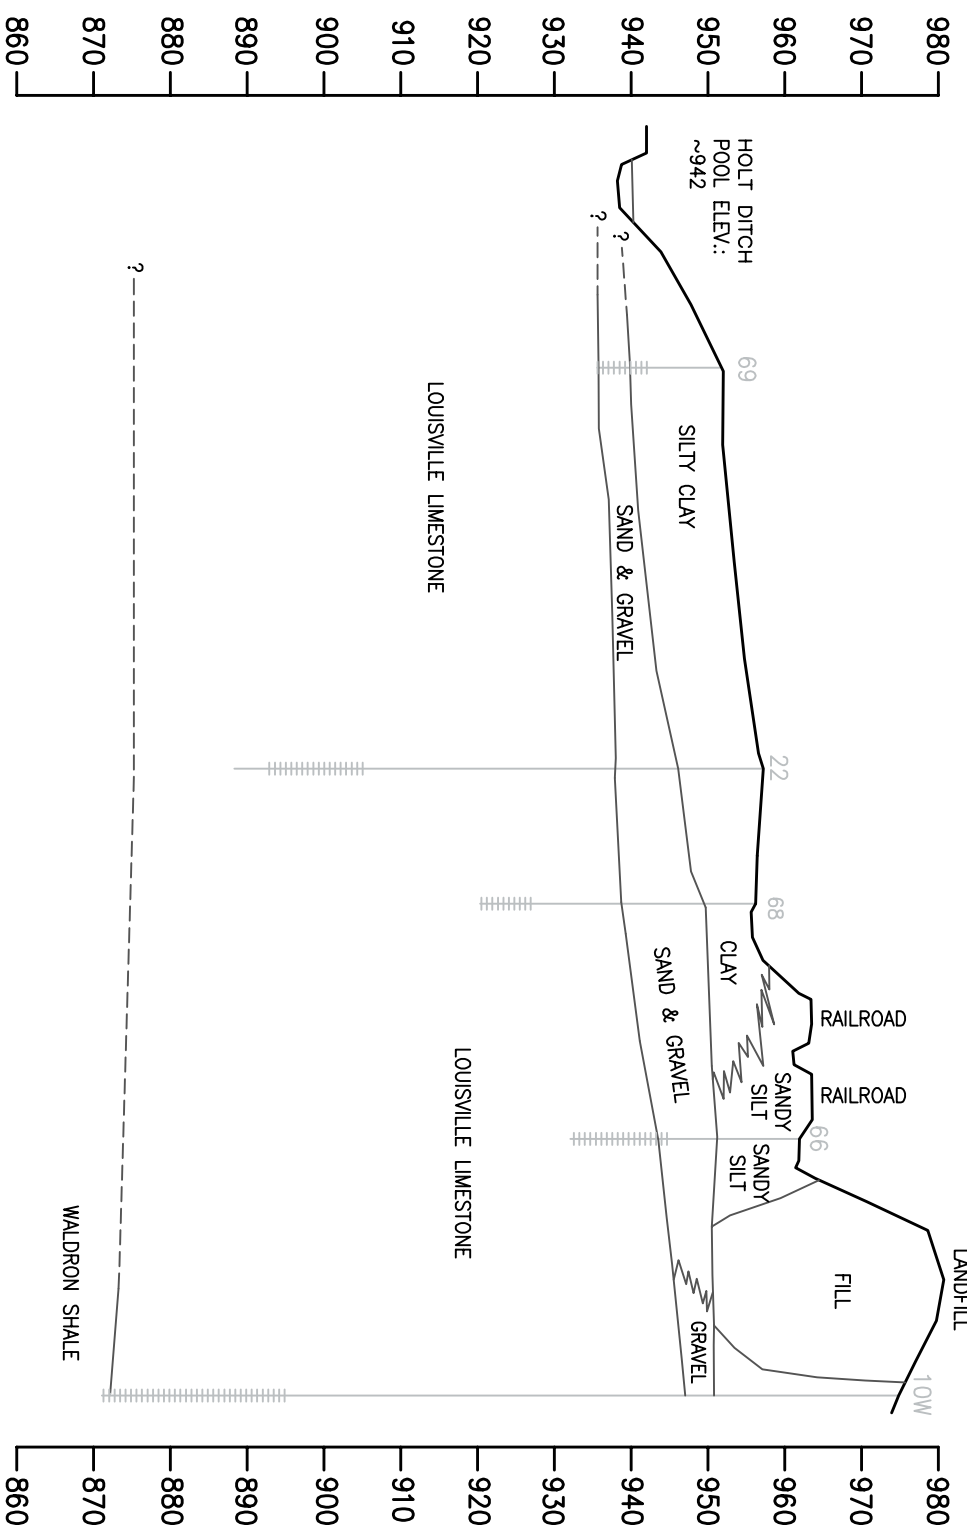 980
970
960
950
940
930
920
910
900
890
880
870
860
HOLT DITCH
POOL ELEV.:
~942
?
?
?
69
22
68
66
10W
RAILROAD
RAILROAD
LANDFILL
SILTY CLAY
SAND & GRAVEL
CLAY
SAND & GRAVEL
SANDY
SILT
SANDY
SILT
FILL
GRAVEL
LOUISVILLE LIMESTONE
LOUISVILLE LIMESTONE
WALDRON SHALE
980
970
960
950
940
930
920
910
900
890
880
870
860